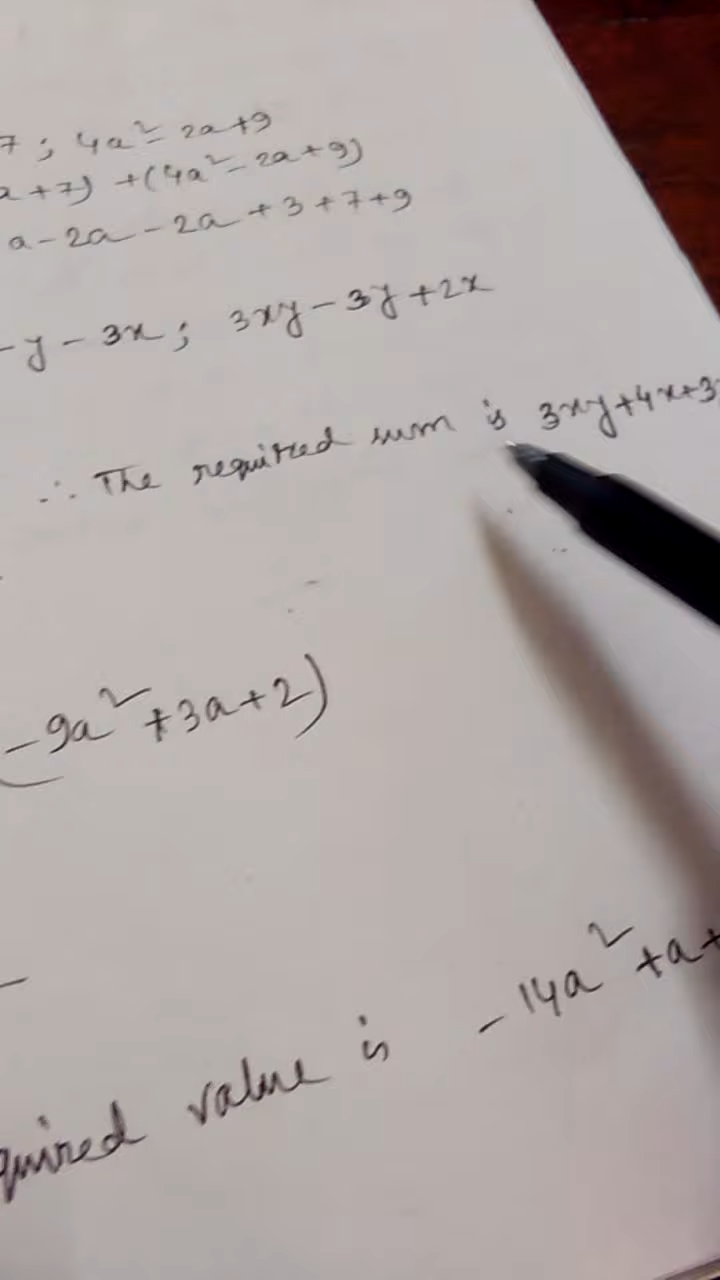 7 ; 4a² - 2a + 9
a + 7) + (4a² - 2a + 9)
a - 2a - 2a + 3 + 7 + 9
- y - 3x ; 3xy - 3y + 2x
∴ The required sum is 3xy + 4x + 3
(-9a² + 3a + 2)
quired value is -14a² + a +